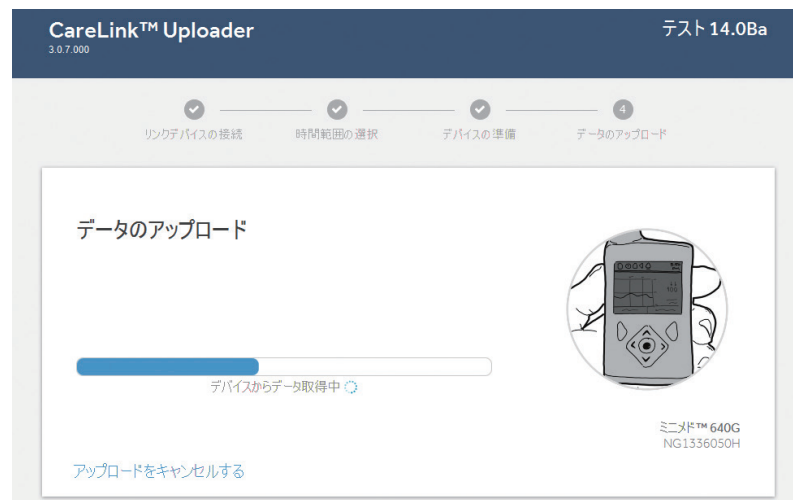 CareLink™ Uploader
3.0.7.000
テスト 14.0Ba
4
リンクデバイスの接続
時間範囲の選択
デバイスの準備
データのアップロード
データのアップロード
デバイスからデータ取得中
ミニメド™ 640G
NG1336050H
アップロードをキャンセルする